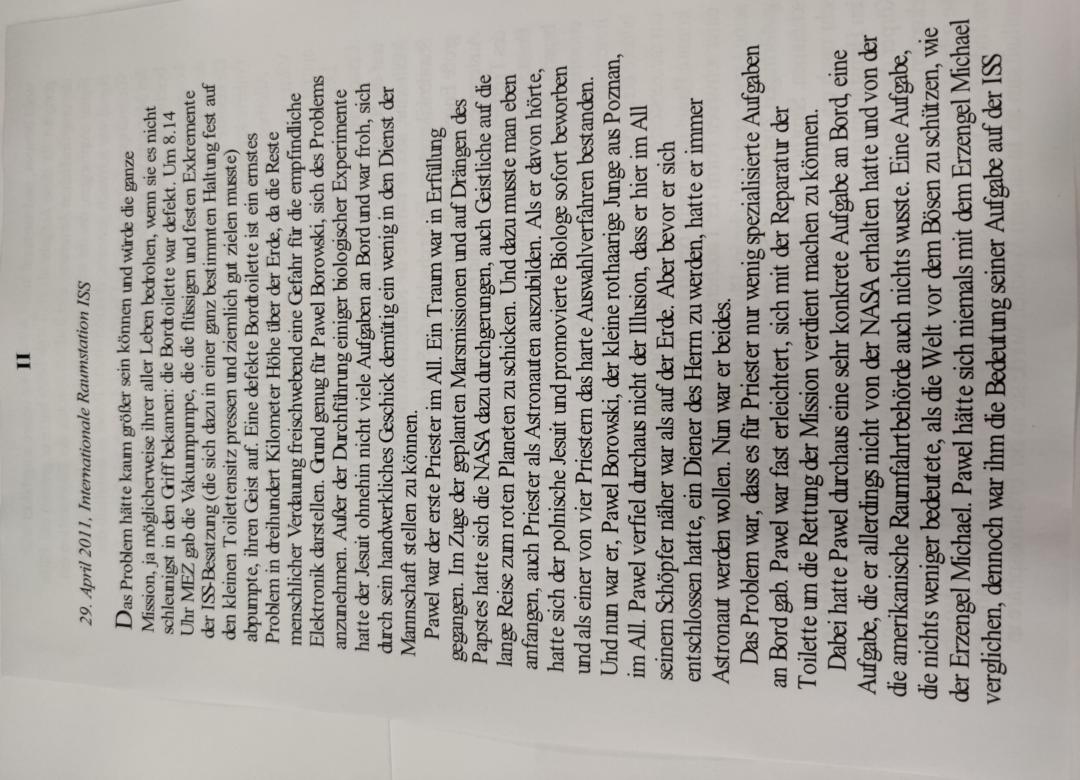 II
29. April 2011, Internationale Raumstation ISS
Das Problem hätte kaum größer sein können und würde die ganze
Mission, ja möglicherweise ihrer aller Leben bedrohen, wenn sie es nicht
schleunigst in den Griff bekamen: die Bordtoilette war defekt. Um 8.14
Uhr MEZ gab die Vakuumpumpe, die die flüssigen und festen Exkremente
der ISS-Besatzung (die sich dazu in einer ganz bestimmten Haltung fest auf
den kleinen Toilettensitz pressen und ziemlich gut zielen musste)
abpumpte, ihren Geist auf. Eine defekte Bordtoilette ist ein ernstes
Problem in dreihundert Kilometer Höhe über der Erde, da die Reste
menschlicher Verdauung freischwebend eine Gefahr für die empfindliche
Elektronik darstellen. Grund genug für Pawel Borowski, sich des Problems
anzunehmen. Außer der Durchführung einiger biologischer Experimente
hatte der Jesuit ohnehin nicht viele Aufgaben an Bord und war froh, sich
durch sein handwerkliches Geschick demütig ein wenig in den Dienst der
Mannschaft stellen zu können.
Pawel war der erste Priester im All. Ein Traum war in Erfüllung
gegangen. Im Zuge der geplanten Marsmissionen und auf Drängen des
Papstes hatte sich die NASA dazu durchgerungen, auch Geistliche auf die
lange Reise zum roten Planeten zu schicken. Und dazu musste man eben
anfangen, auch Priester als Astronauten auszubilden. Als er davon hörte,
hatte sich der polnische Jesuit und promovierte Biologe sofort beworben
und als einer von vier Priestern das harte Auswahlverfahren bestanden.
Und nun war er, Pawel Borowski, der kleine rothaarige Junge aus Poznan,
im All. Pawel verfiel durchaus nicht der Illusion, dass er hier im All
seinem Schöpfer näher war als auf der Erde. Aber bevor er sich
entschlossen hatte, ein Diener des Herrn zu werden, hatte er immer
Astronaut werden wollen. Nun war er beides.
Das Problem war, dass es für Priester nur wenig spezialisierte Aufgaben
an Bord gab. Pawel war fast erleichtert, sich mit der Reparatur der
Toilette um die Rettung der Mission verdient machen zu können.
Dabei hatte Pawel durchaus eine sehr konkrete Aufgabe an Bord, eine
Aufgabe, die er allerdings nicht von der NASA erhalten hatte und von der
die amerikanische Raumfahrtbehörde auch nichts wusste. Eine Aufgabe,
die nichts weniger bedeutete, als die Welt vor dem Bösen zu schützen, wie
der Erzengel Michael. Pawel hätte sich niemals mit dem Erzengel Michael
verglichen, dennoch war ihm die Bedeutung seiner Aufgabe auf der ISS